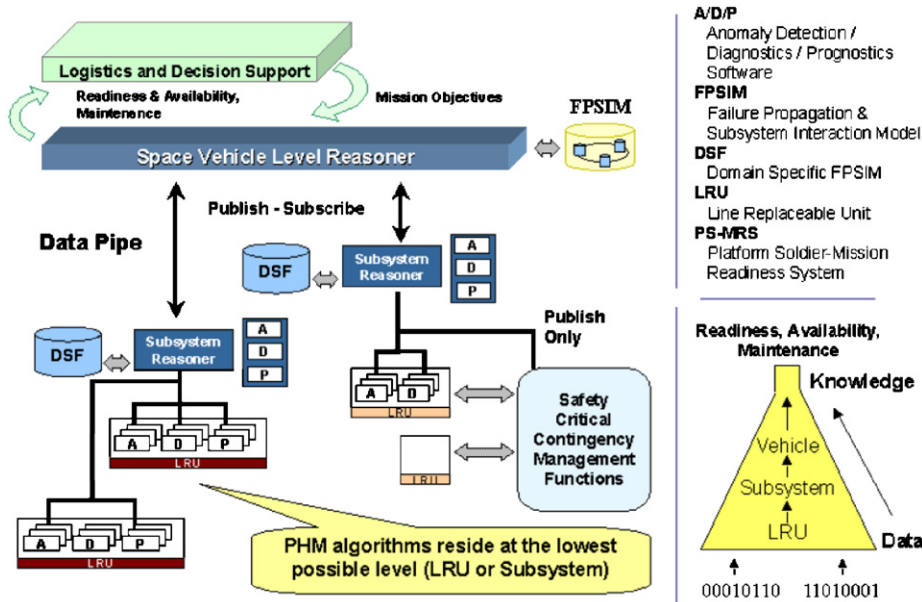 Logistics and Decision Support
Readiness & Availability,
Maintenance
Mission Objectives
FPSIM
Space Vehicle Level Reasoner
Publish - Subscribe
Data Pipe
DSF
Subsystem
Reasoner
A
D
P
Publish
Only
DSF
Subsystem
Reasoner
A
D
P
A D
LRU
A D P
LRU
LRU
Safety
Critical
Contingency
Management
Functions
A D P
LRU
PHM algorithms reside at the lowest
possible level (LRU or Subsystem)
A/D/P
Anomaly Detection /
Diagnostics / Prognostics
Software
FPSIM
Failure Propagation &
Subsystem Interaction Model
DSF
Domain Specific FPSIM
LRU
Line Replaceable Unit
PS-MRS
Platform Soldier-Mission
Readiness System
Readiness, Availability,
Maintenance
Knowledge
Vehicle
Subsystem
LRU
Data
00010110 11010001